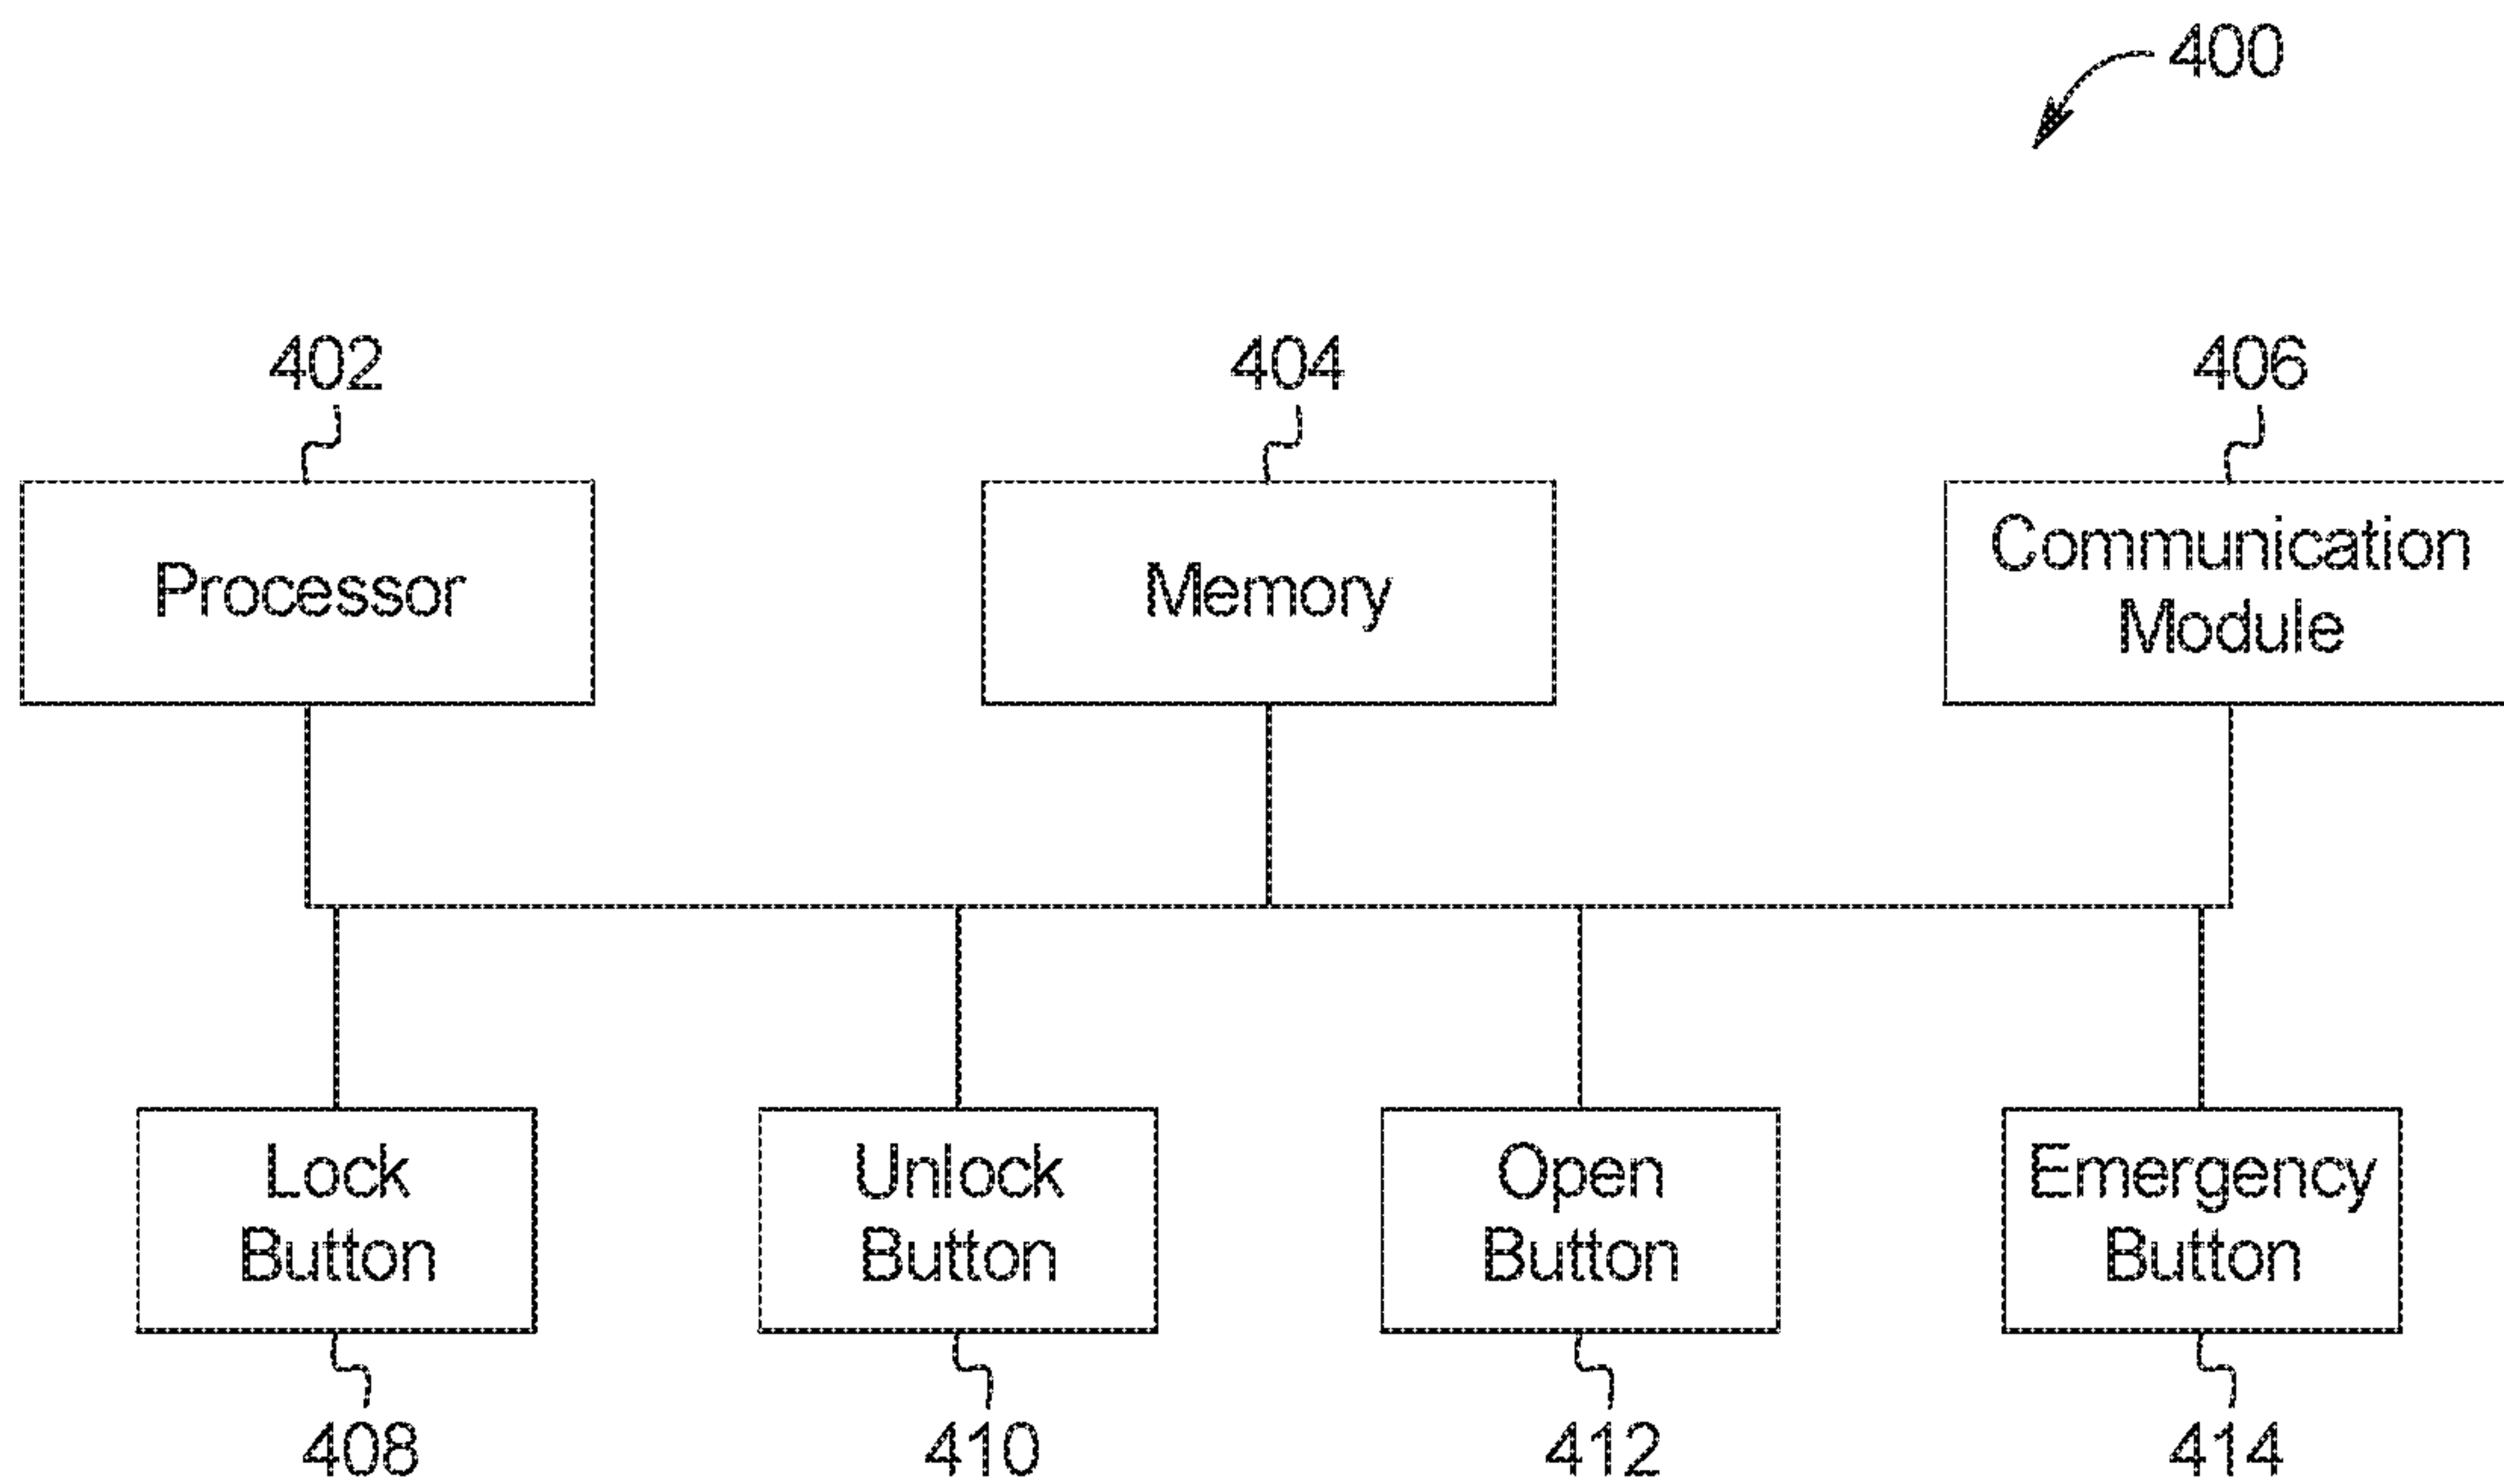 400
402
404
406
Processor
Memory
Communication
Module
Lock
Button
Unlock
Button
Open
Button
Emergency
Button
408
410
412
414